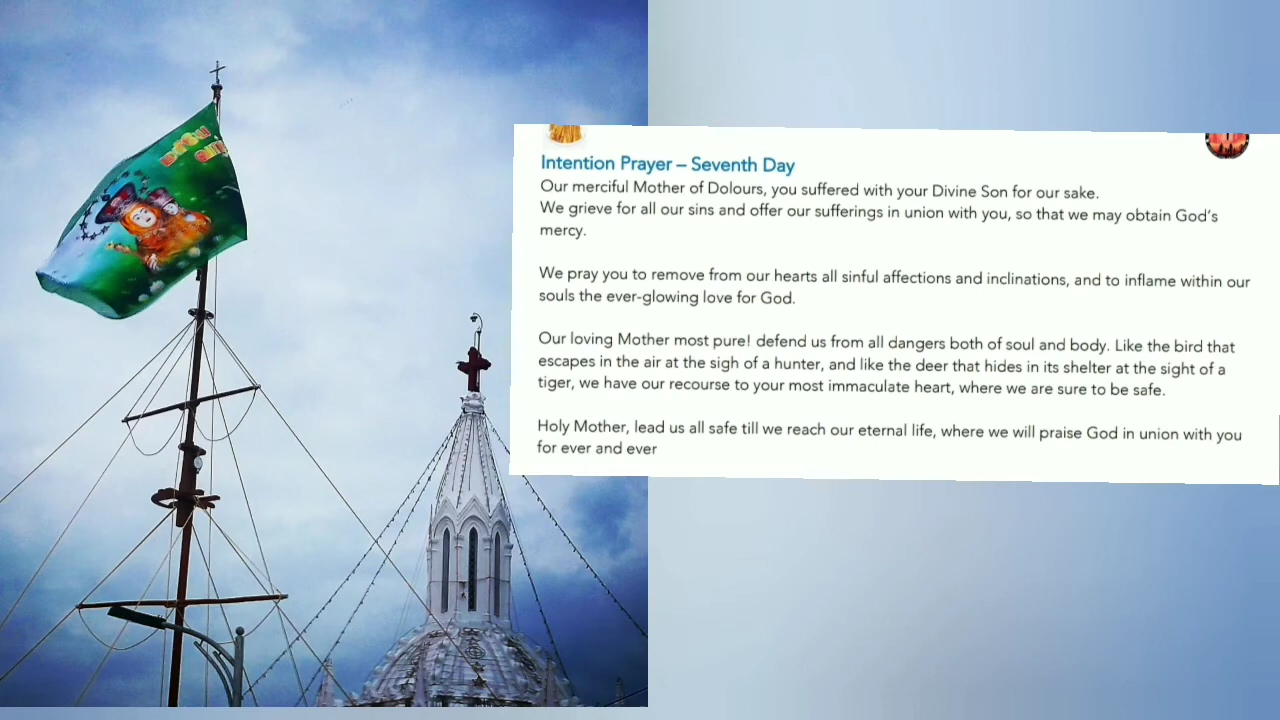 Intention Prayer – Seventh Day
Our merciful Mother of Dolours, you suffered with your Divine Son for our sake.
We grieve for all our sins and offer our sufferings in union with you, so that we may obtain God's
mercy.
We pray you to remove from our hearts all sinful affections and inclinations, and to inflame within our
souls the ever-glowing love for God.
Our loving Mother most pure! defend us from all dangers both of soul and body. Like the bird that
escapes in the air at the sigh of a hunter, and like the deer that hides in its shelter at the sight of a
tiger, we have our recourse to your most immaculate heart, where we are sure to be safe.
Holy Mother, lead us all safe till we reach our eternal life, where we will praise God in union with you
for ever and ever